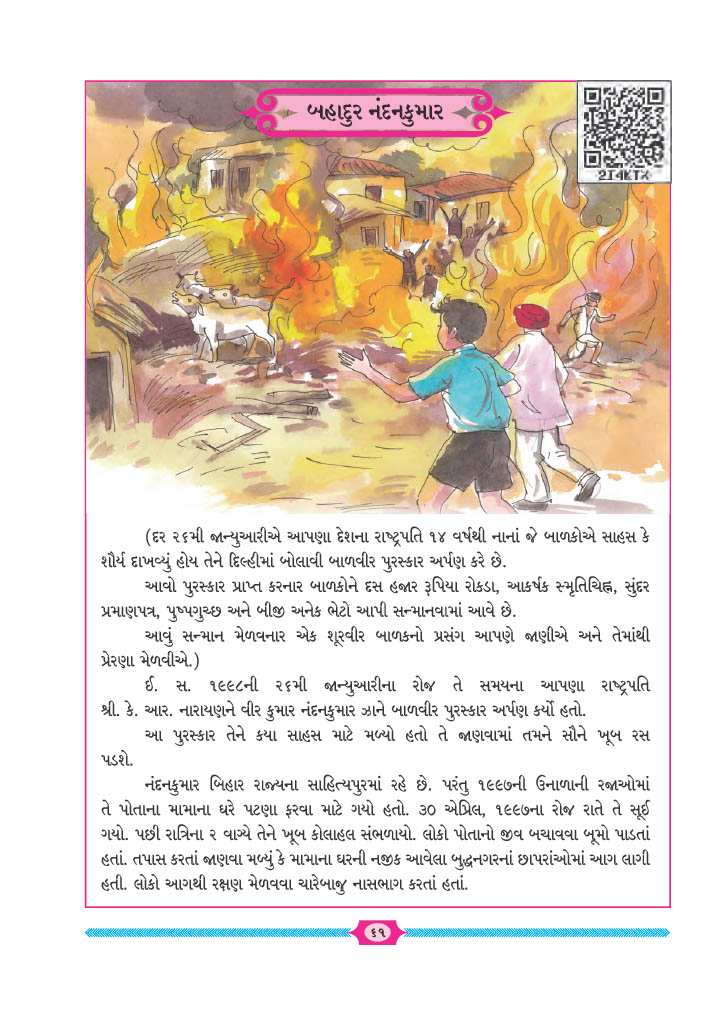 બહાદુર નંદનકુમાર
2I4KTX
(દર ૨૬મી જાન્યુઆરીએ આપણા દેશના રાષ્ટ્રપતિ ૧૪ વર્ષથી નાનાં જે બાળકોએ સાહસ કે
શૌર્ય દાખવ્યું હોય તેને દિલ્હીમાં બોલાવી બાળવીર પુરસ્કાર અર્પણ કરે છે.
આવો પુરસ્કાર પ્રાપ્ત કરનાર બાળકોને દસ હજાર રૂપિયા રોકડા, આકર્ષક સ્મૃતિચિહ્ન, સુંદર
પ્રમાણપત્ર, પુષ્પગુચ્છ અને બીજી અનેક ભેટો આપી સન્માનવામાં આવે છે.
આવું સન્માન મેળવનાર એક શૂરવીર બાળકનો પ્રસંગ આપણે જાણીએ અને તેમાંથી
પ્રેરણા મેળવીએ.)
ઈ. સ. ૧૯૯૮ની ૨૬મી જાન્યુઆરીના રોજ તે સમયના આપણા રાષ્ટ્રપતિ
શ્રી. કે. આર. નારાયણને વીર કુમાર નંદનકુમાર ઝાને બાળવીર પુરસ્કાર અર્પણ કર્યો હતો.
આ પુરસ્કાર તેને કયા સાહસ માટે મળ્યો હતો તે જાણવામાં તમને સૌને ખૂબ રસ
પડશે.
નંદનકુમાર બિહાર રાજ્યના સાહિત્યપુરમાં રહે છે. પરંતુ ૧૯૯૭ની ઉનાળાની રજાઓમાં
તે પોતાના મામાના ઘરે પટણા ફરવા માટે ગયો હતો. ૩૦ એપ્રિલ, ૧૯૯૭ના રોજ રાતે તે સૂઈ
ગયો. પછી રાત્રિના ૨ વાગ્યે તેને ખૂબ કોલાહલ સંભળાયો. લોકો પોતાનો જીવ બચાવવા બૂમો પાડતાં
હતાં. તપાસ કરતાં જાણવા મળ્યું કે મામાના ઘરની નજીક આવેલા બુદ્ધનગરનાં છાપરાંઓમાં આગ લાગી
હતી. લોકો આગથી રક્ષણ મેળવવા ચારેબાજુ નાસભાગ કરતાં હતાં.
૬૧